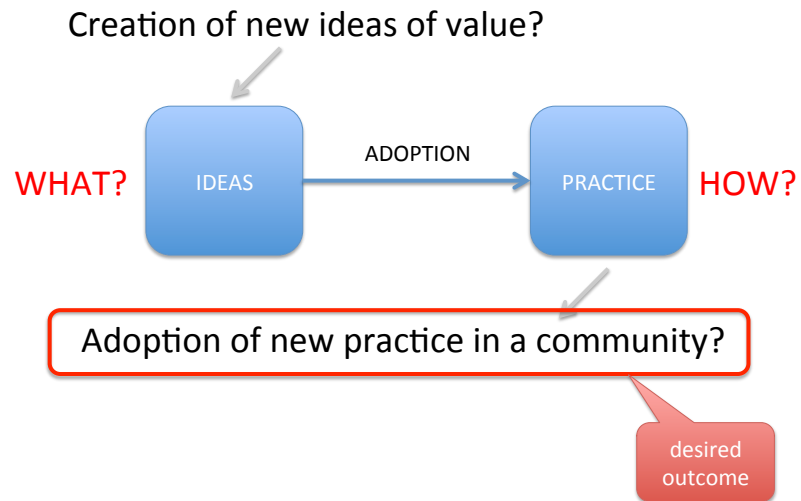 Creation of new ideas of value?
ADOPTION
WHAT?
IDEAS
PRACTICE
HOW?
Adoption of new practice in a community?
desired
outcome